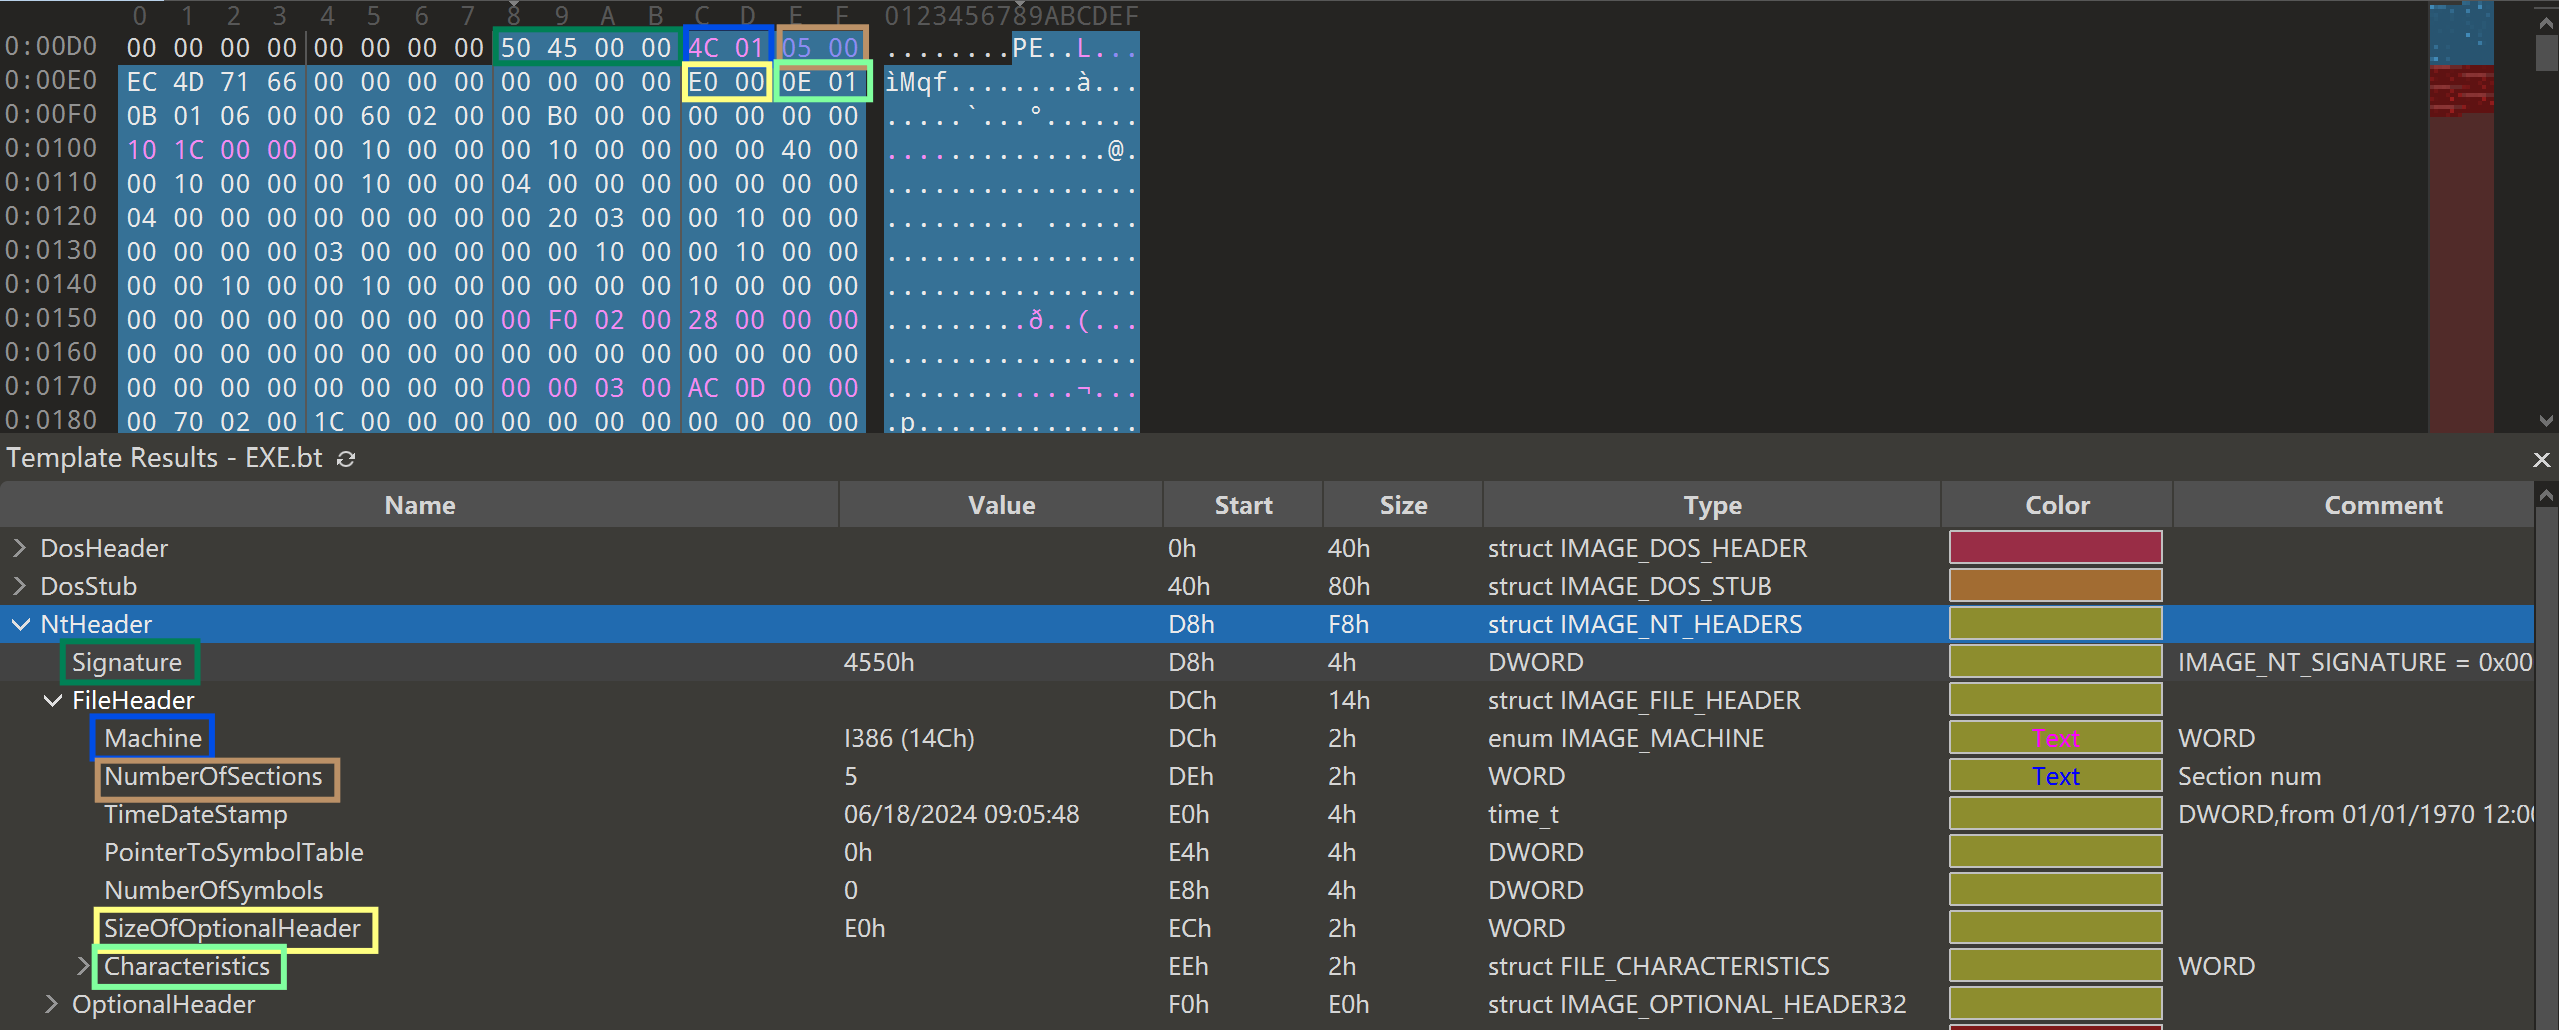 0 1 2 3 4 5 6 7 8 9 A B C D E F 0123456789ABCDEF
0:00D0 00 00 00 00 00 00 00 00 50 45 00 00 4C 01 05 00 ........PE..L...
0:00E0 EC 4D 71 66 00 00 00 00 00 00 00 00 E0 00 0E 01 ìMqf........à...
0:00F0 0B 01 06 00 00 60 02 00 00 B0 00 00 00 00 00 00 .....`...°......
0:0100 10 1C 00 00 00 10 00 00 00 10 00 00 00 00 40 00 ..............@.
0:0110 00 10 00 00 00 10 00 00 04 00 00 00 00 00 00 00 ................
0:0120 04 00 00 00 00 00 00 00 00 20 03 00 00 10 00 00 ......... ......
0:0130 00 00 00 00 03 00 00 00 00 00 10 00 00 10 00 00 ................
0:0140 00 00 10 00 00 10 00 00 00 00 00 00 10 00 00 00 ................
0:0150 00 00 00 00 00 00 00 00 00 F0 02 00 28 00 00 00 .........ð..(...
0:0160 00 00 00 00 00 00 00 00 00 00 00 00 00 00 00 00 ................
0:0170 00 00 00 00 00 00 00 00 00 00 03 00 AC 0D 00 00 ............¬...
0:0180 00 70 02 00 1C 00 00 00 00 00 00 00 00 00 00 00 .p..............
Template Results - EXE.bt
Name Value Start Size Type Color Comment
DosHeader 0h 40h struct IMAGE_DOS_HEADER
DosStub 40h 80h struct IMAGE_DOS_STUB
NtHeader D8h F8h struct IMAGE_NT_HEADERS
Signature 4550h D8h 4h DWORD IMAGE_NT_SIGNATURE = 0x00
FileHeader DCh 14h struct IMAGE_FILE_HEADER
Machine I386 (14Ch) DCh 2h enum IMAGE_MACHINE Text WORD
NumberOfSections 5 DEh 2h WORD Text Section num
TimeDateStamp 06/18/2024 09:05:48 E0h 4h time_t DWORD,from 01/01/1970 12:00
PointerToSymbolTable 0h E4h 4h DWORD
NumberOfSymbols 0 E8h 4h DWORD
SizeOfOptionalHeader E0h ECh 2h WORD
Characteristics EEh 2h struct FILE_CHARACTERISTICS WORD
OptionalHeader F0h E0h struct IMAGE_OPTIONAL_HEADER32